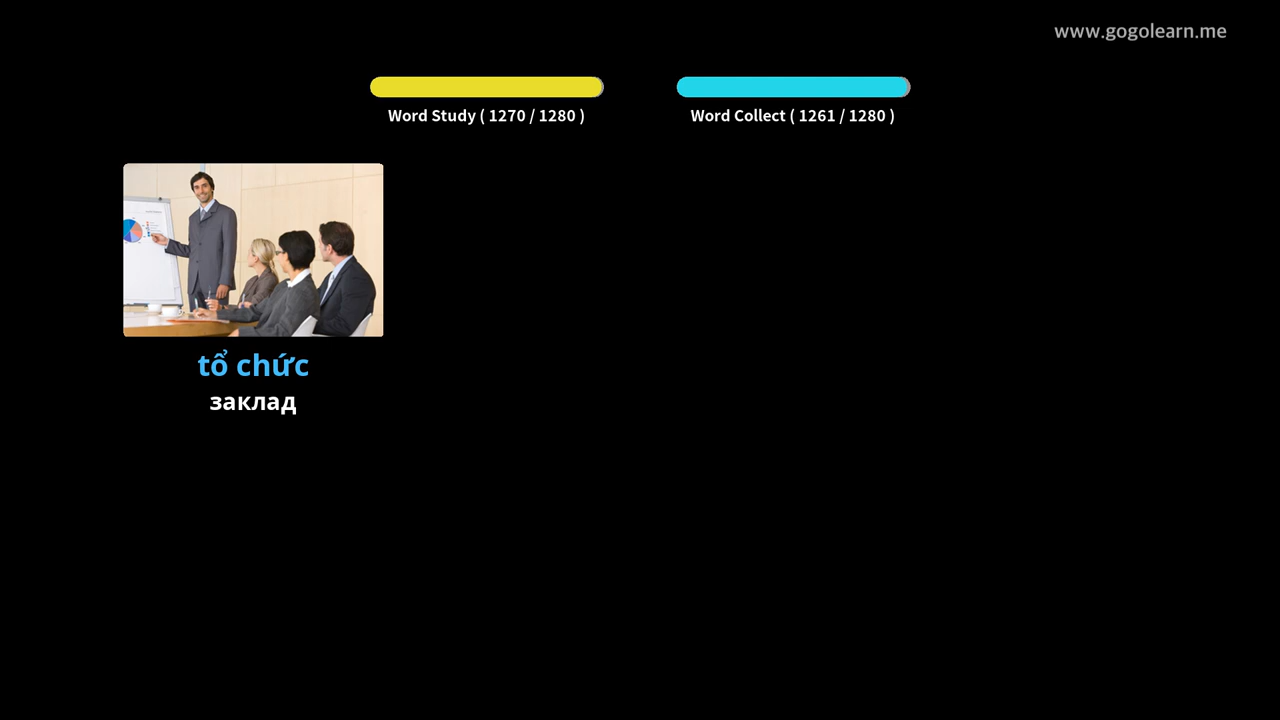 www.gogolearn.me
Word Study ( 1270 / 1280 )
Word Collect ( 1261 / 1280 )
tổ chức
заклад